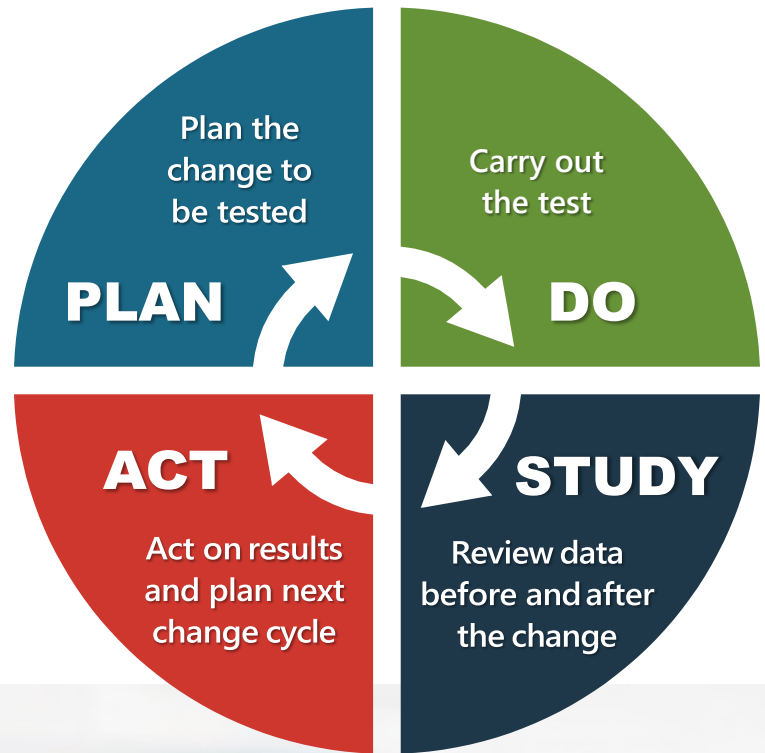 Plan the
change to
be tested
PLAN
Carry out
the test
DO
STUDY
Review data
before and after
the change
ACT
Act on results
and plan next
change cycle